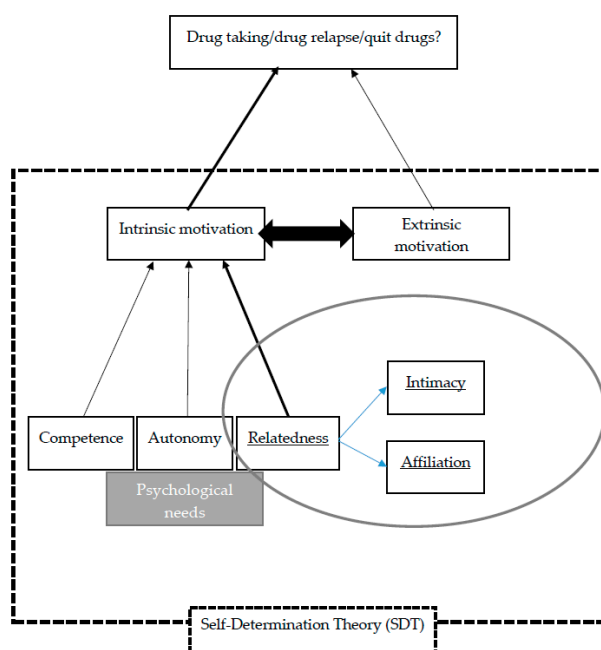 Drug taking/drug relapse/quit drugs?
Intrinsic motivation
Extrinsic
motivation
Intimacy
Competence
Autonomy
Relatedness
Affiliation
Psychological
needs
Self-Determination Theory (SDT)